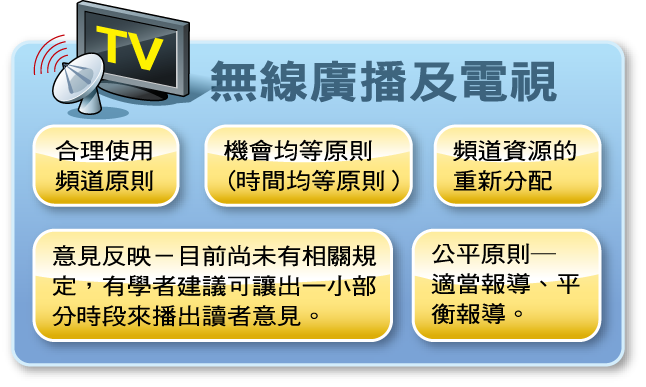 TV
無線廣播及電視
合理使用
頻道原則
機會均等原則
(時間均等原則)
頻道資源的
重新分配
意見反映－目前尚未有相關規
定，有學者建議可讓出一小部
分時段來播出讀者意見。
公平原則─
適當報導、平
衡報導。